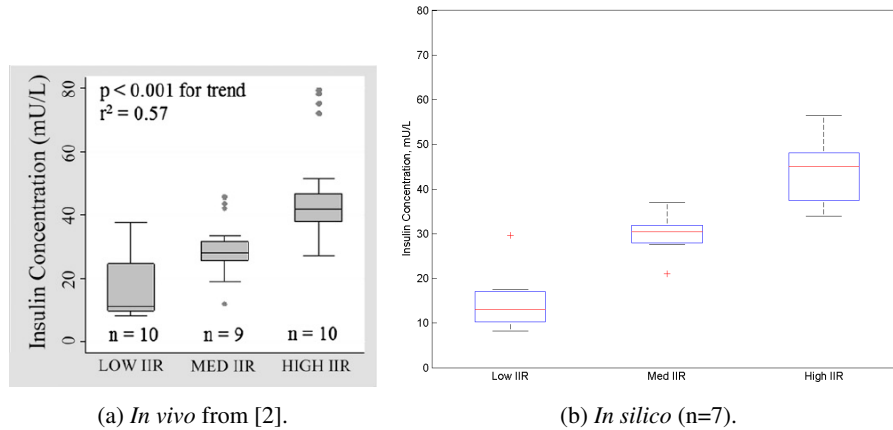 Insulin Concentration (mU/L)
80
60
40
20
0
p < 0.001 for trend
r² = 0.57
n = 10
n = 9
n = 10
LOW IIR
MED IIR
HIGH IIR
(a) In vivo from [2].
Insulin Concentration, mU/L
80
70
60
50
40
30
20
10
0
Low IIR
Med IIR
High IIR
(b) In silico (n=7).